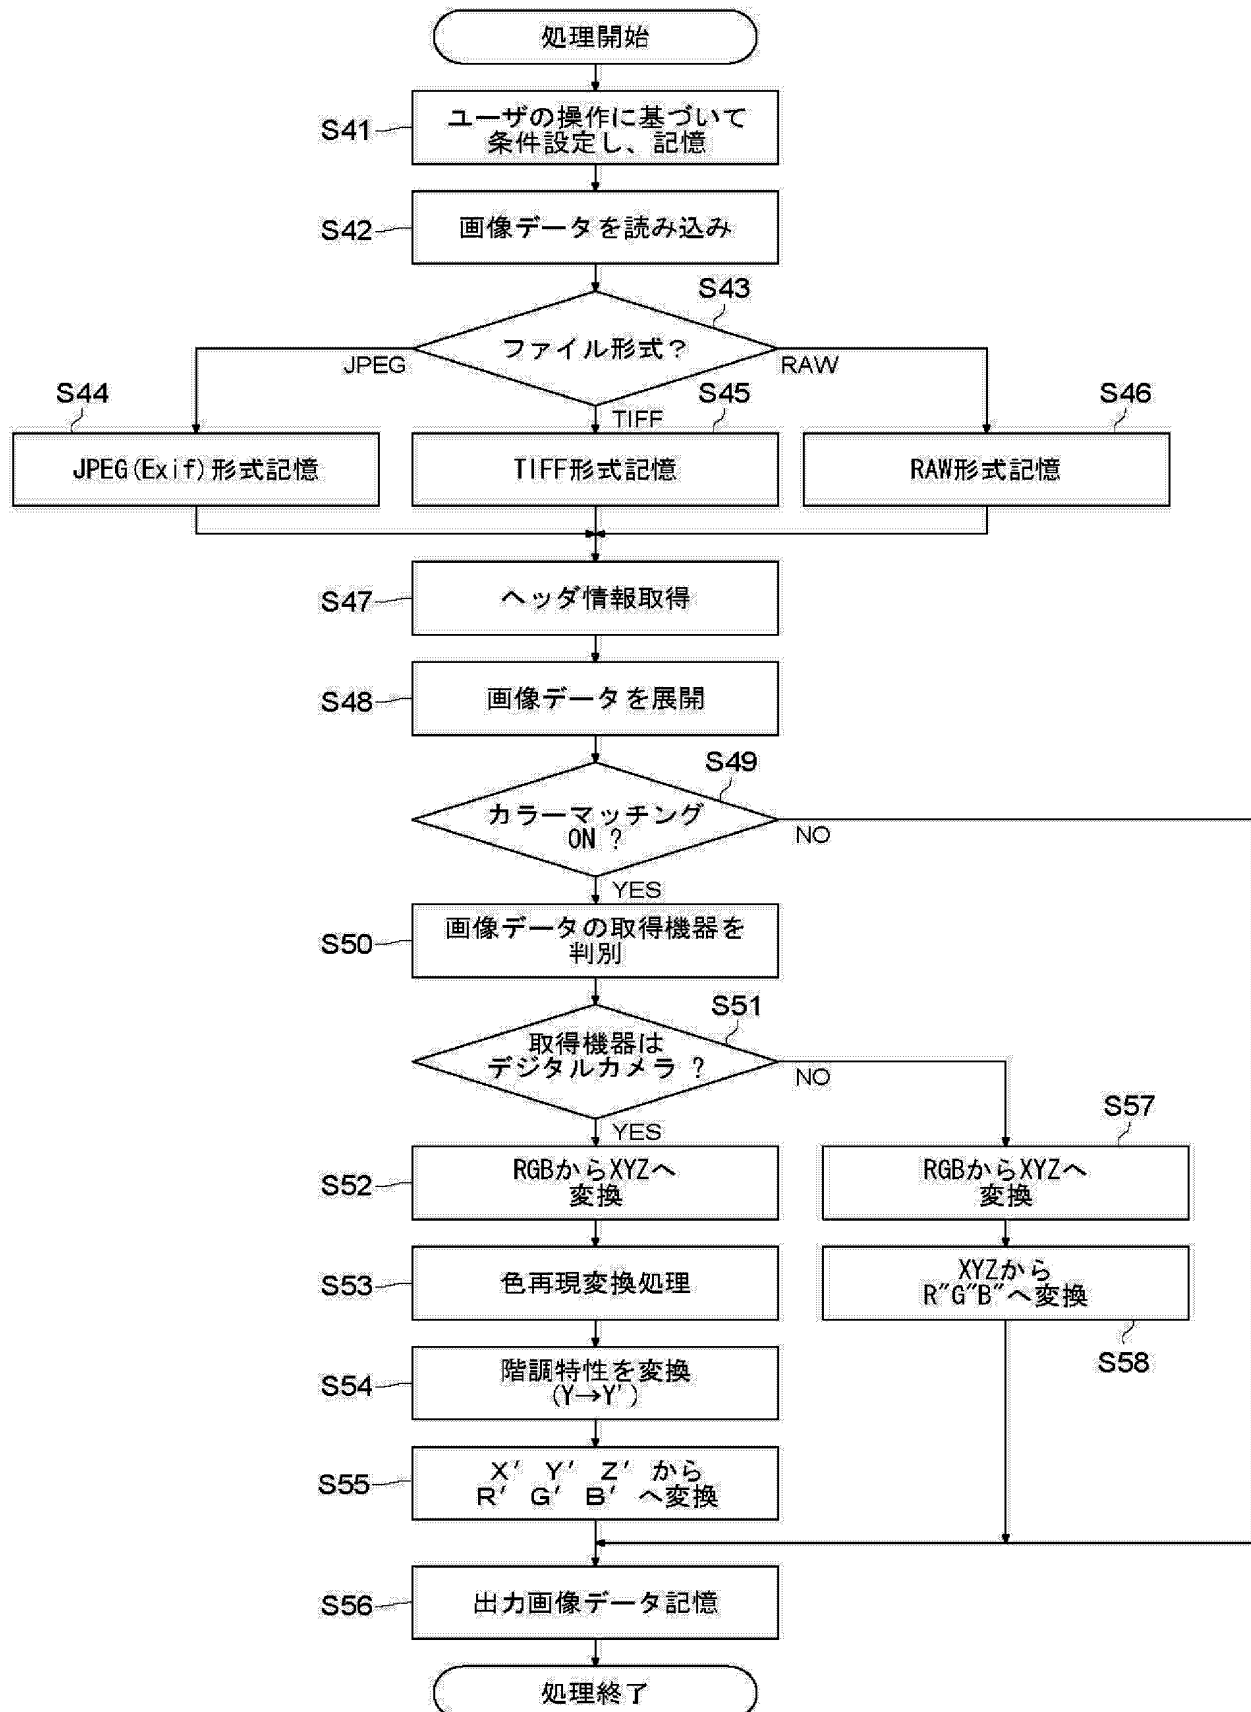 処理開始
S41
ユーザの操作に基づいて
条件設定し、記憶
S42
画像データを読み込み
S43
ファイル形式?
JPEG
RAW
TIFF
S44
JPEG(Exif)形式記憶
S45
TIFF形式記憶
S46
RAW形式記憶
S47
ヘッダ情報取得
S48
画像データを展開
S49
カラーマッチング
ON ?
NO
YES
S50
画像データの取得機器を
判別
S51
取得機器は
デジタルカメラ ?
NO
YES
S52
RGBからXYZへ
変換
S57
RGBからXYZへ
変換
S53
色再現変換処理
XYZから
R"G"B"へ変換
S58
S54
階調特性を変換
(Y→Y')
S55
X' Y' Z' から
R' G' B' へ変換
S56
出力画像データ記憶
処理終了